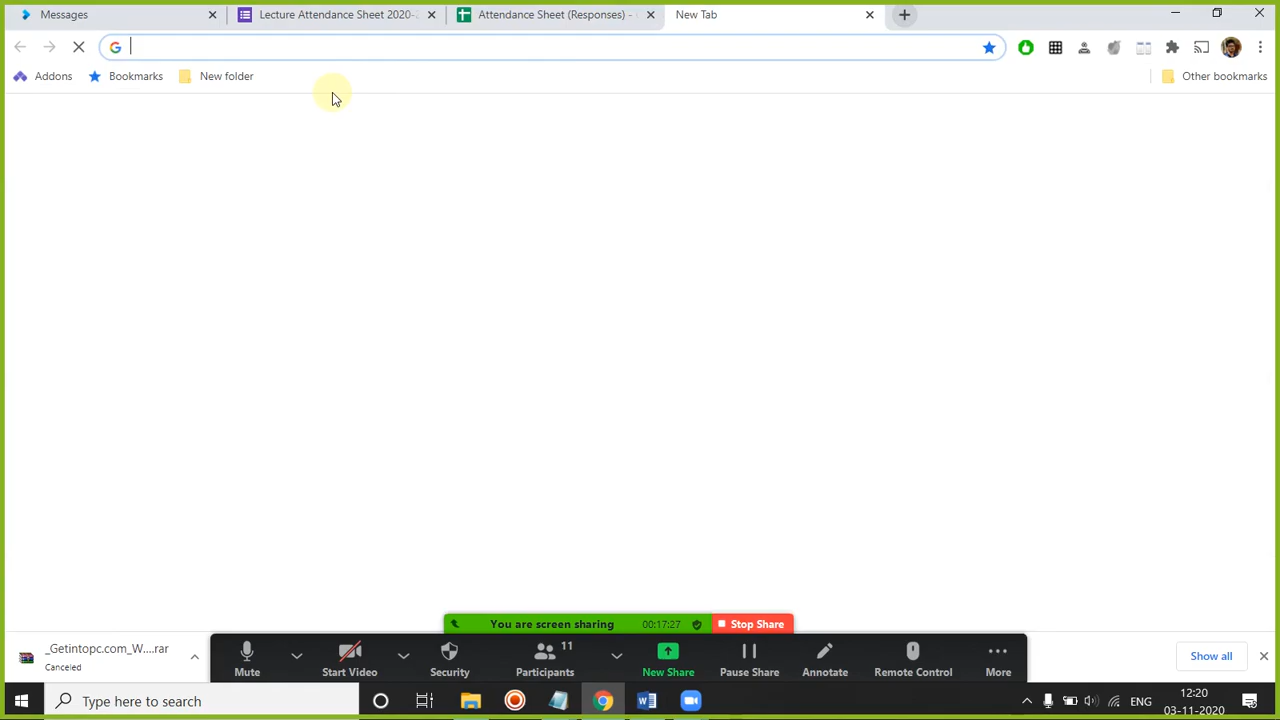 Messages
Lecture Attendance Sheet 2020-
Attendance Sheet (Responses) -
New Tab
Addons
Bookmarks
New folder
Other bookmarks
You are screen sharing
00:17:27
Stop Share
_Getintopc.com_W....rar
Canceled
Mute
Start Video
Security
11
Participants
New Share
Pause Share
Annotate
Remote Control
More
Show all
Type here to search
ENG
12:20
03-11-2020